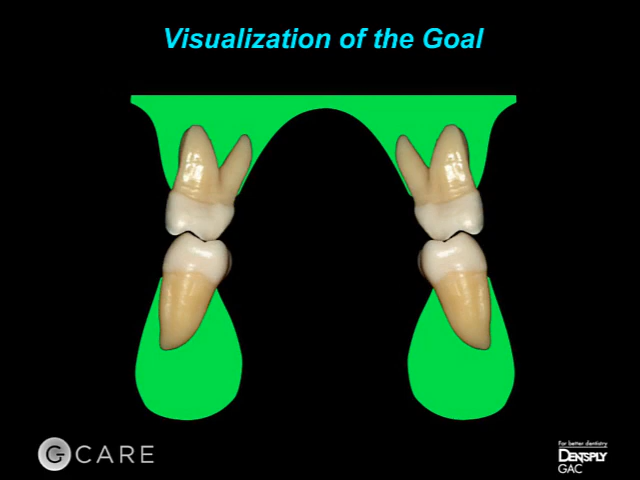 Visualization of the Goal
G CARE
For better dentistry
DENTSPLY
GAC